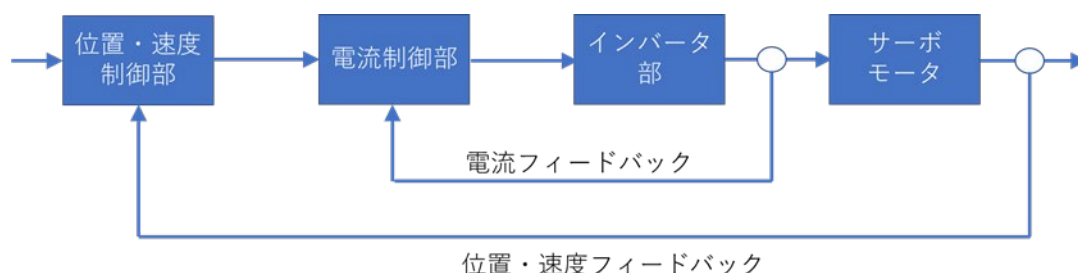 位置・速度
制御部
電流制御部
インバータ
部
サーボ
モータ
電流フィードバック
位置・速度フィードバック